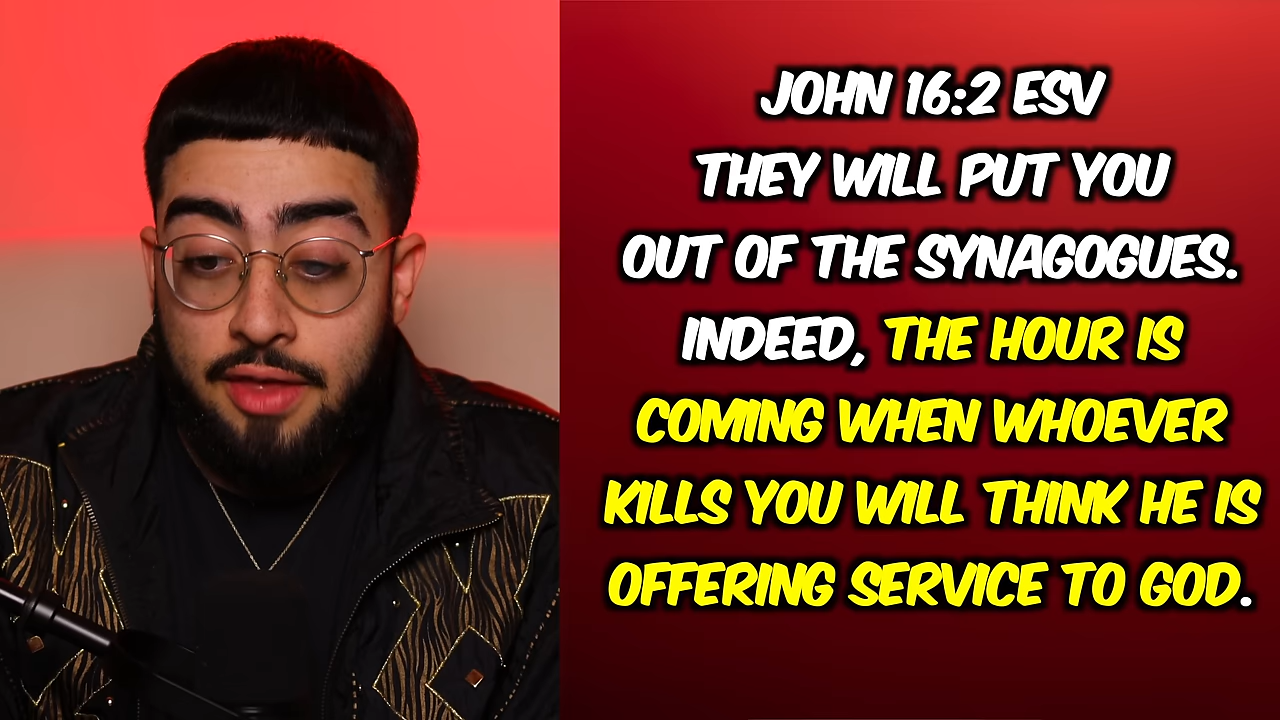 JOHN 16:2 ESV
THEY WILL PUT YOU
OUT OF THE SYNAGOGUES.
INDEED, THE HOUR IS
COMING WHEN WHOEVER
KILLS YOU WILL THINK HE IS
OFFERING SERVICE TO GOD.